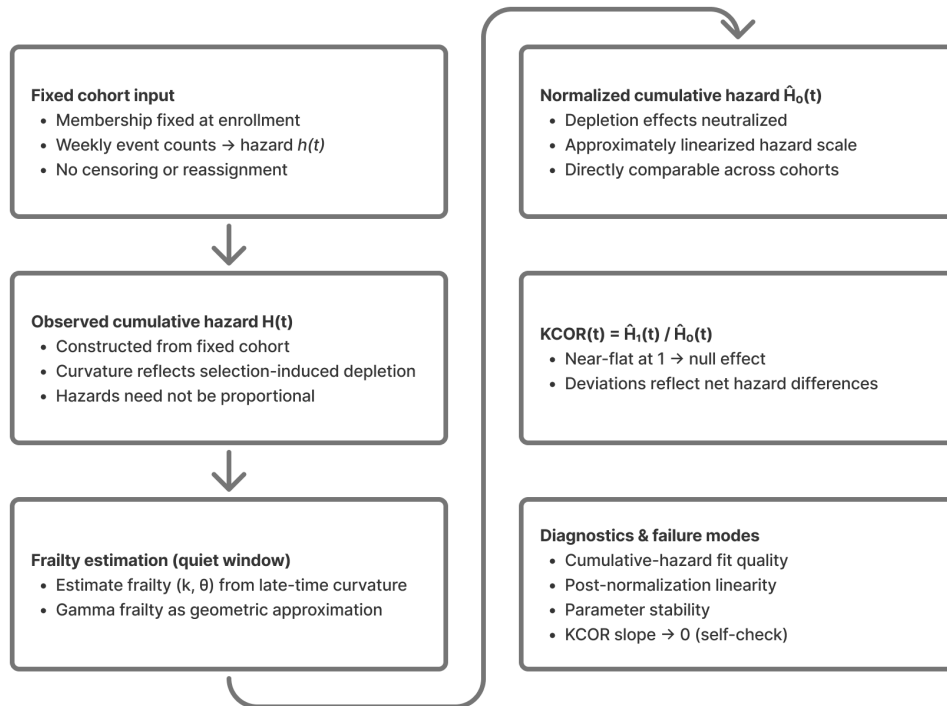 Fixed cohort input
• Membership fixed at enrollment
• Weekly event counts → hazard h(t)
• No censoring or reassignment
Observed cumulative hazard H(t)
• Constructed from fixed cohort
• Curvature reflects selection-induced depletion
• Hazards need not be proportional
Frailty estimation (quiet window)
• Estimate frailty (k, θ) from late-time curvature
• Gamma frailty as geometric approximation
Normalized cumulative hazard Ĥ₀(t)
• Depletion effects neutralized
• Approximately linearized hazard scale
• Directly comparable across cohorts
KCOR(t) = Ĥ₁(t) / Ĥ₀(t)
• Near-flat at 1 → null effect
• Deviations reflect net hazard differences
Diagnostics & failure modes
• Cumulative-hazard fit quality
• Post-normalization linearity
• Parameter stability
• KCOR slope → 0 (self-check)